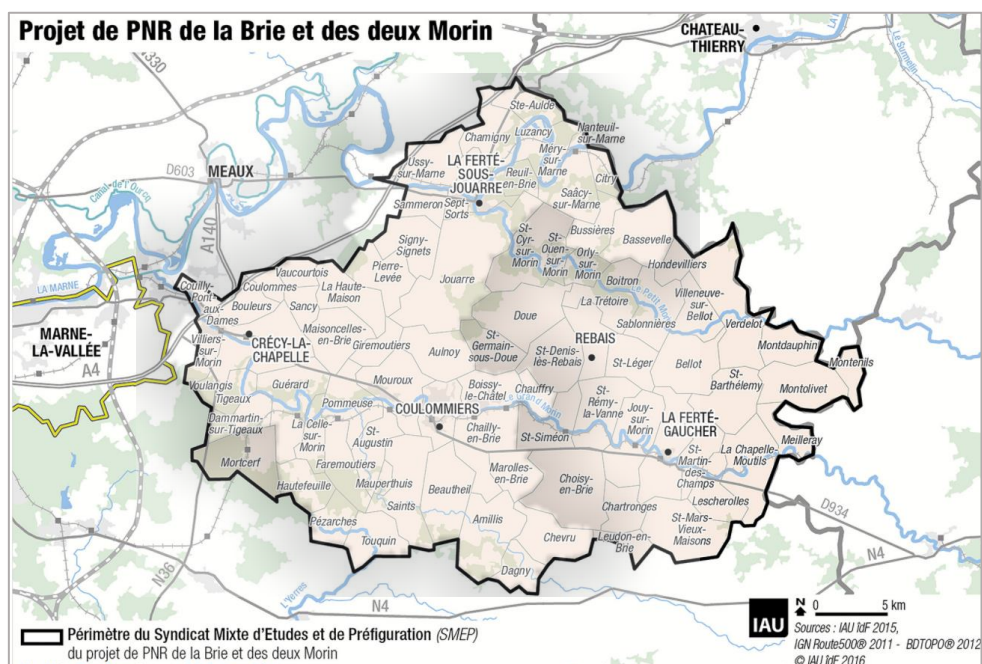 Projet de PNR de la Brie et des deux Morin
CHATEAU-
THIERRY
Le Surmelin
N330
Ste-Aulde
Chamigny
Luzancy
Nanteuil-
sur-Marne
Méry-
sur-
Marne
Ussy-
sur-Marne
LA FERTÉ-
SOUS-
JOUARRE
Reuil-
en-Brie
Citry
MEAUX
D603
Canal de l'Ourcq
A140
Sammeron
Sept-
Sorts
Saâcy-
sur-Marne
Signy-
Signets
St-
Cyr-
sur-
Morin
St-
Ouen-
sur-
Morin
Bussières
Orly-
sur-
Morin
Bassevelle
Hondevilliers
Pierre-
Levée
Jouarre
Boitron
Le Petit Morin
Villeneuve-
sur-
Bellot
LA MARNE
Couilly-
Pont-
aux-
Dames
Vaucourtois
Coulommes
La Haute-
Maison
Bouleurs
Sancy
La Trétoire
Doue
Sablonnières
Verdelot
MARNE-
LA-VALLÉE
A4
Villiers-
sur-
Morin
CRÉCY-LA-
CHAPELLE
Maisoncelles-
en-Brie
Giremoutiers
Aulnoy
St-
Germain-
sous-Doue
REBAIS
St-Denis-
lès-Rebais
St-Léger
Bellot
Montdauphin
Montenils
St-
Barthélemy
Montolivet
Voulangis
Tigeaux
Guérard
Mouroux
Boissy-
le-Châtel
Chauffry
Le Grand Morin
St-
Rémy-
la-Vanne
Jouy-
sur-
Morin
Dammartin-
sur-Tigeaux
Pommeuse
COULOMMIERS
LA FERTÉ-
GAUCHER
La Celle-
sur-
Morin
St-
Augustin
Chailly-
en-Brie
St-Siméon
St-
Martin-
des-
Champs
La Chapelle-
Moutils
Meilleray
Mortcerf
Faremoutiers
Hautefeuille
Mauperthuis
Beautheil
Marolles-
en-Brie
Choisy-
en-Brie
Chartronges
Lescherolles
Saints
Amillis
St-Mars-
Vieux-
Maisons
Pézarches
Touquin
Chevru
Leudon-en-
Brie
Dagny
D934
N4
N36
L'Yerres
N4
Périmètre du Syndicat Mixte d'Etudes et de Préfiguration (SMEP)
du projet de PNR de la Brie et des deux Morin
IAU
N
0 5 km
Sources : IAU îdF 2015,
IGN Route500® 2011 - BDTOPO® 2012
© IAU îdF 2016